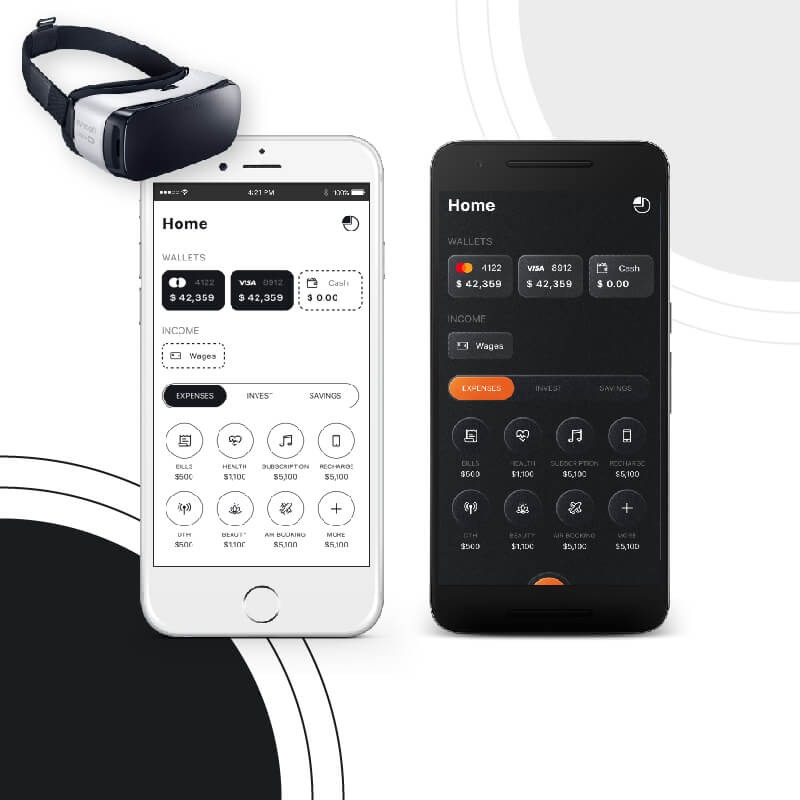 4:21 PM 100%
Home
WALLETS
4122 VISA 8912 Cash
$ 42,359 $ 42,359 $ 0.00
INCOME
Wages
EXPENSES INVEST SAVINGS
BILLS HEALTH SUBSCRIPTION RECHARGE
$500 $1,100 $5,100 $5,100
DTH BEAUTY AIR BOOKING MORE
$500 $1,100 $5,100 $5,100
Home
WALLETS
4122 VISA 8912 Cash
$ 42,359 $ 42,359 $ 0.00
INCOME
Wages
EXPENSES INVEST SAVINGS
BILLS HEALTH SUBSCRIPTION RECHARGE
$500 $1,100 $5,100 $5,100
DTH BEAUTY AIR BOOKING MORE
$500 $1,100 $5,100 $5,100